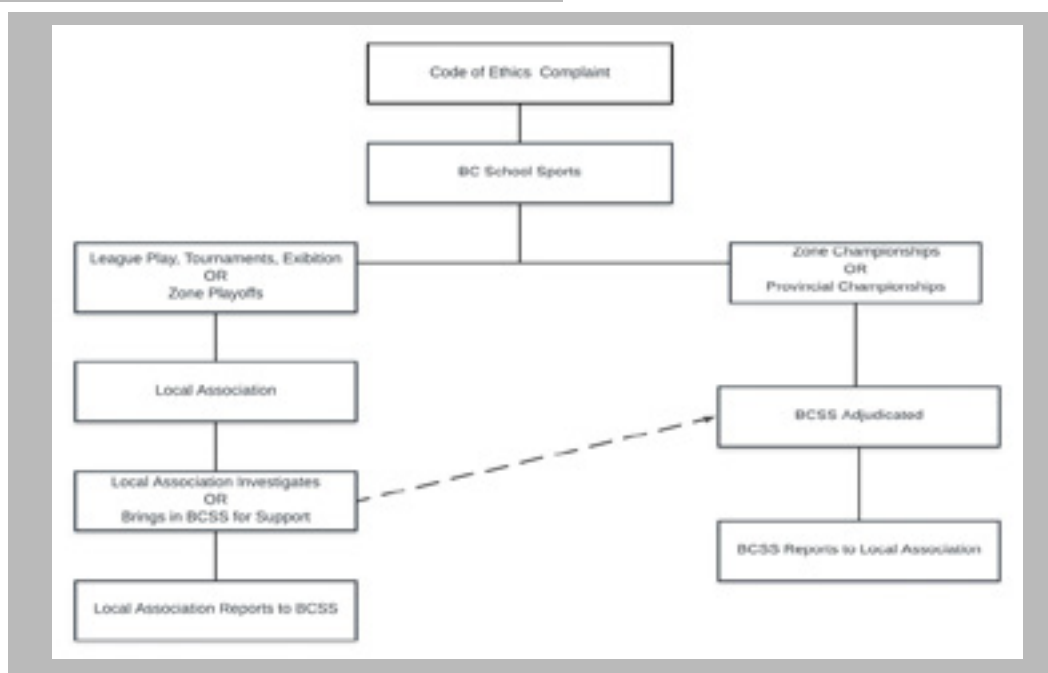 Code of Ethics Complaint
BC School Sports
League Play, Tournaments, Exibition
OR
Zone Playoffs
Zone Championships
OR
Provincial Championships
Local Association
BCSS Adjudicated
Local Association Investigates
OR
Brings in BCSS for Support
BCSS Reports to Local Association
Local Association Reports to BCSS